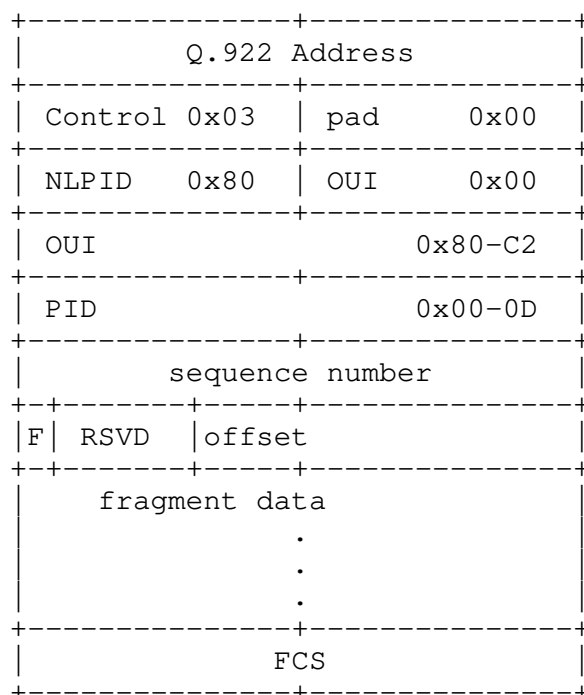 +---------------+---------------+
|         Q.922 Address         |
+---------------+---------------+
| Control 0x03  | pad     0x00  |
+---------------+---------------+
| NLPID   0x80  | OUI     0x00  |
+---------------+---------------+
| OUI                  0x80-C2  |
+---------------+---------------+
| PID                  0x00-0D  |
+---------------+---------------+
|        sequence number        |
+-+-------+-----+---------------+
|F| RSVD  |offset               |
+-+-------+-----+---------------+
|    fragment data              |
|               .               |
|               .               |
|               .               |
+---------------+---------------+
|              FCS              |
+---------------+---------------+